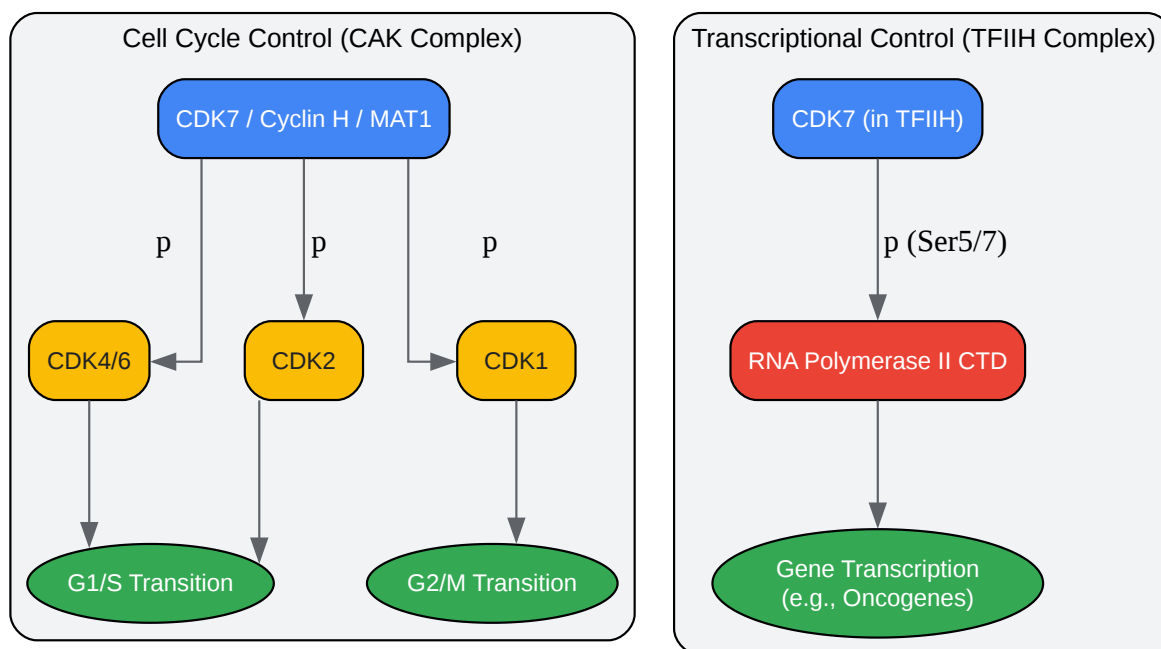 Cell Cycle Control (CAK Complex)
CDK7 / Cyclin H / MAT1
p
p
p
CDK4/6
CDK2
CDK1
G1/S Transition
G2/M Transition
Transcriptional Control (TFIIH Complex)
CDK7 (in TFIIH)
p (Ser5/7)
RNA Polymerase II CTD
Gene Transcription
(e.g., Oncogenes)